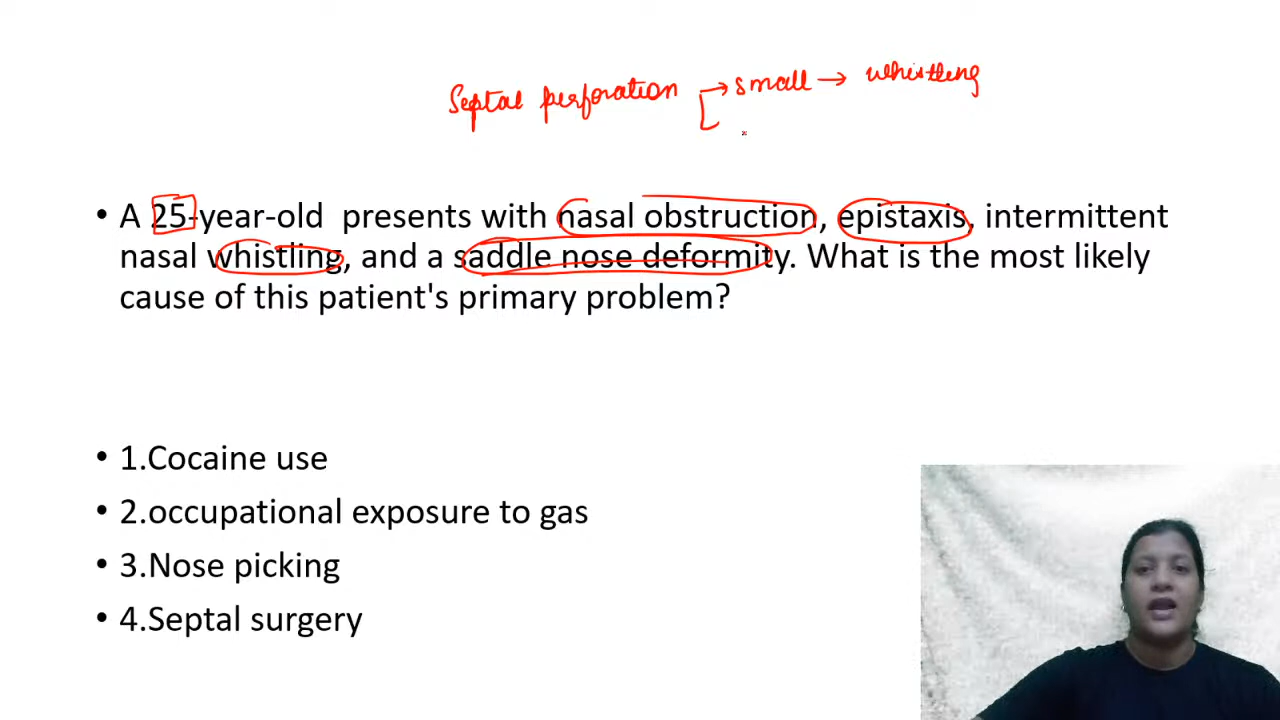 Septal perforation → small → whistling
• A 25-year-old presents with nasal obstruction, epistaxis, intermittent
nasal whistling, and a saddle nose deformity. What is the most likely
cause of this patient's primary problem?
• 1.Cocaine use
• 2.occupational exposure to gas
• 3.Nose picking
• 4.Septal surgery